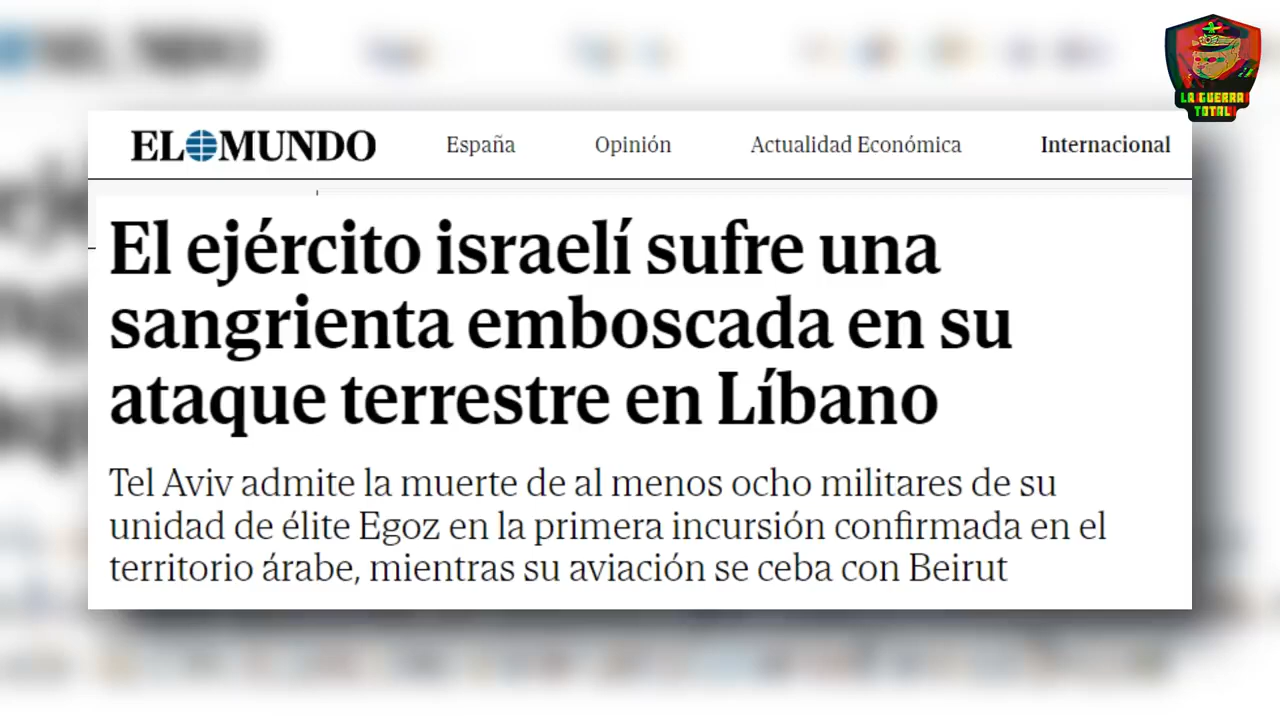 LA GUERRA
TOTAL
EL MUNDO
España Opinión Actualidad Económica Internacional
El ejército israelí sufre una
sangrienta emboscada en su
ataque terrestre en Líbano
Tel Aviv admite la muerte de al menos ocho militares de su
unidad de élite Egoz en la primera incursión confirmada en el
territorio árabe, mientras su aviación se ceba con Beirut